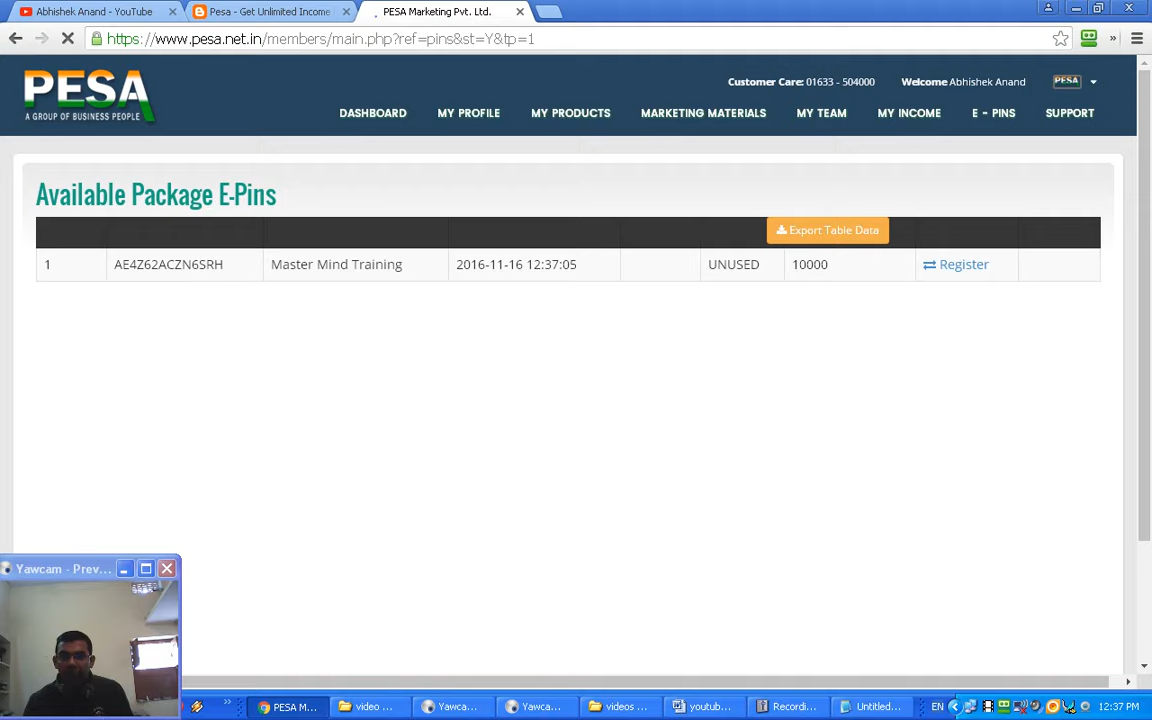 Abhishek Anand - YouTube
Pesa - Get Unlimited Income
PESA Marketing Pvt. Ltd.
https://www.pesa.net.in/members/main.php?ref=pins&st=Y&tp=1
PESA
A GROUP OF BUSINESS PEOPLE
Customer Care: 01633 - 504000
Welcome Abhishek Anand
PESA
DASHBOARD
MY PROFILE
MY PRODUCTS
MARKETING MATERIALS
MY TEAM
MY INCOME
E - PINS
SUPPORT
Available Package E-Pins
Export Table Data
1 AE4Z62ACZN6SRH Master Mind Training 2016-11-16 12:37:05 UNUSED 10000 Register
Yawcam - Prev...
PESA M...
video ...
Yawca...
Yawca...
videos ...
youtub...
Recordi...
Untitled...
EN
12:37 PM